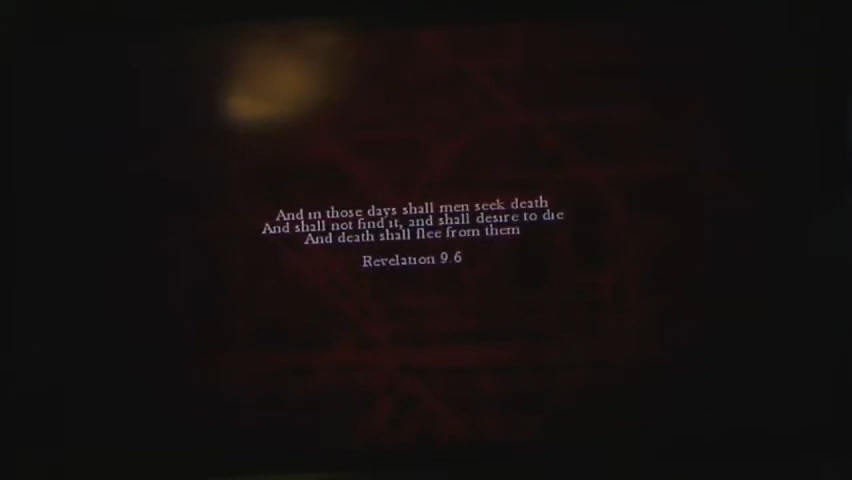 And in those days shall men seek death
And shall not find it, and shall desire to die
And death shall flee from them
Revelation 9.6